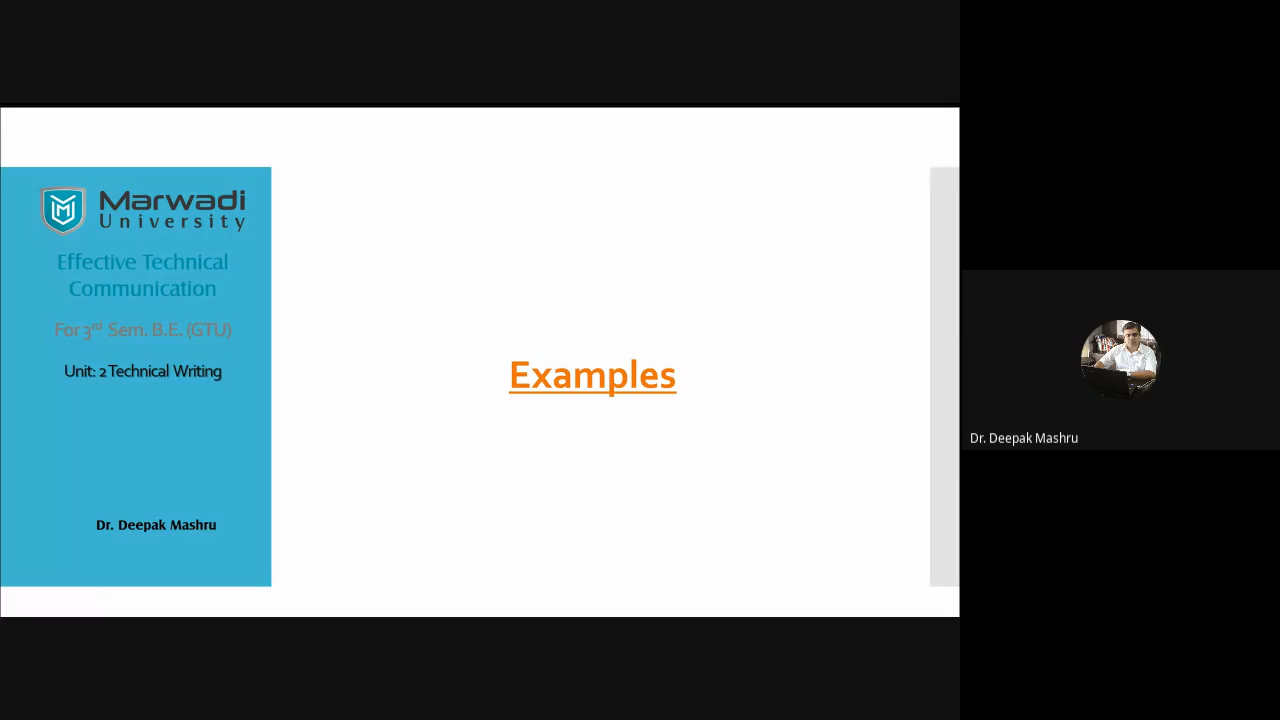 Marwadi
University
Effective Technical
Communication
For 3rd Sem. B.E. (GTU)
Unit: 2 Technical Writing
Examples
Dr. Deepak Mashru
Dr. Deepak Mashru